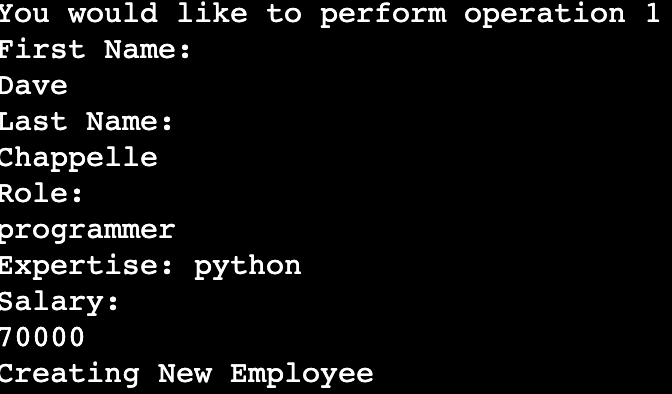 You would like to perform operation 1
First Name:
Dave
Last Name:
Chappelle
Role:
programmer
Expertise: python
Salary:
70000
Creating New Employee